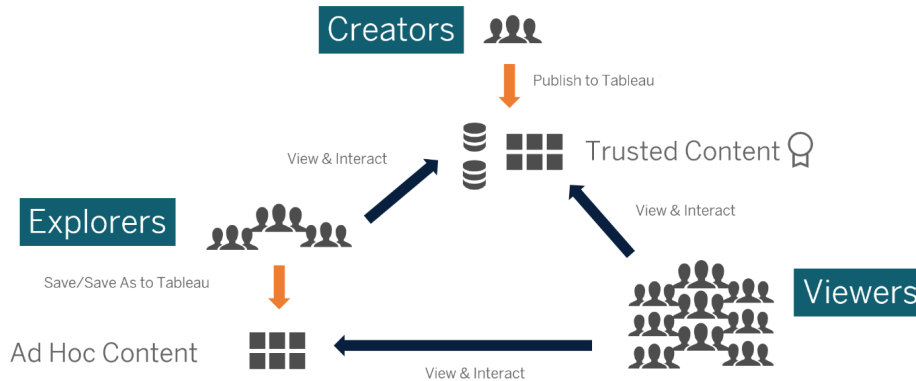 Creators
Publish to Tableau
Trusted Content
View & Interact
View & Interact
Explorers
Save/Save As to Tableau
Viewers
Ad Hoc Content
View & Interact